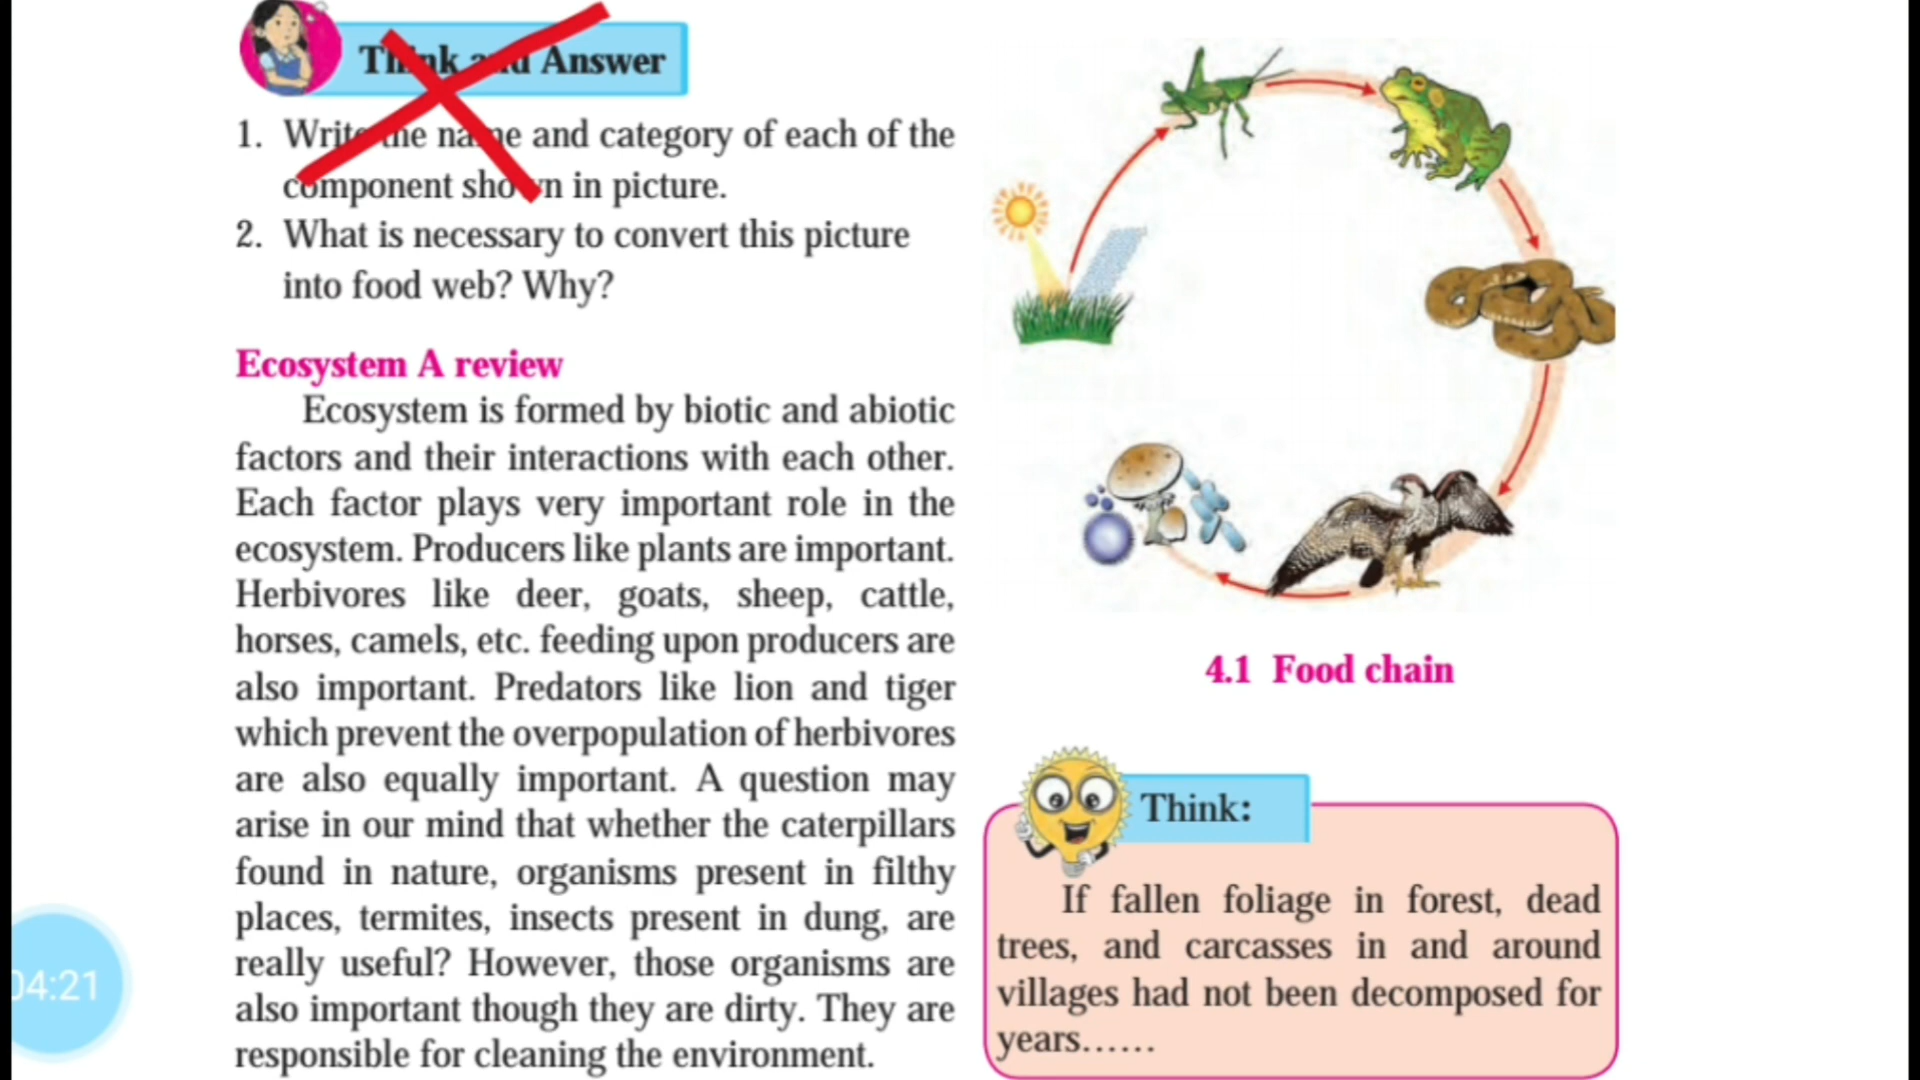 Think and Answer
1. Write the name and category of each of the
component shown in picture.
2. What is necessary to convert this picture
into food web? Why?
Ecosystem A review
Ecosystem is formed by biotic and abiotic
factors and their interactions with each other.
Each factor plays very important role in the
ecosystem. Producers like plants are important.
Herbivores like deer, goats, sheep, cattle,
horses, camels, etc. feeding upon producers are
also important. Predators like lion and tiger
which prevent the overpopulation of herbivores
are also equally important. A question may
arise in our mind that whether the caterpillars
found in nature, organisms present in filthy
places, termites, insects present in dung, are
really useful? However, those organisms are
also important though they are dirty. They are
responsible for cleaning the environment.
4.1 Food chain
Think:
If fallen foliage in forest, dead
trees, and carcasses in and around
villages had not been decomposed for
years......
04:21